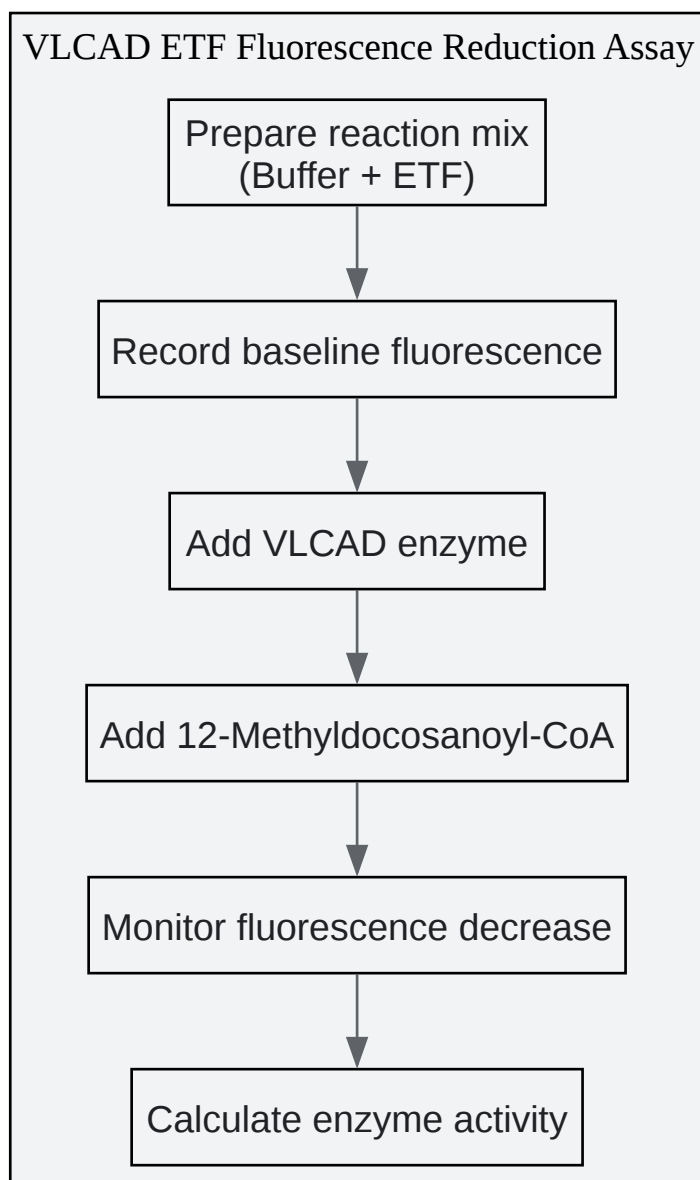 VLCAD ETF Fluorescence Reduction Assay
Prepare reaction mix
(Buffer + ETF)
Record baseline fluorescence
Add VLCAD enzyme
Add 12-Methyldocosanoyl-CoA
Monitor fluorescence decrease
Calculate enzyme activity